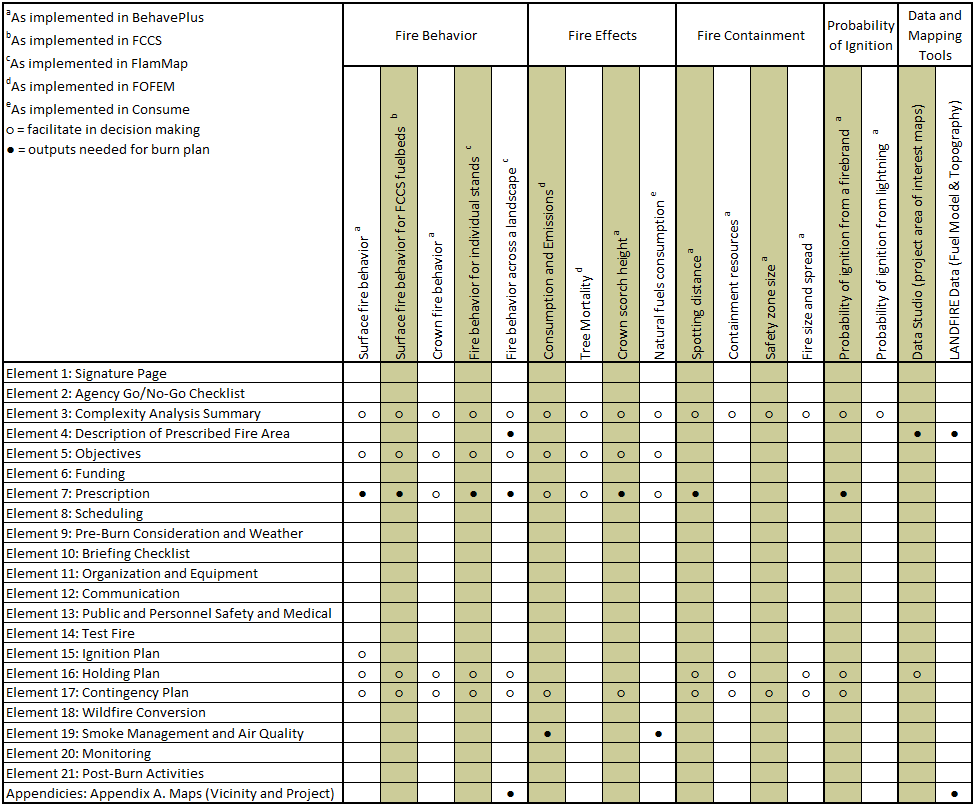 aAs implemented in BehavePlus
bAs implemented in FCCS
cAs implemented in FlamMap
dAs implemented in FOFEM
eAs implemented in Consume
o = facilitate in decision making
● = outputs needed for burn plan
Fire Behavior
Fire Effects
Fire Containment
Probability of Ignition
Data and Mapping Tools
Surface fire behavior a
Surface fire behavior for FCCS fuelbeds b
Crown fire behavior a
Fire behavior for individual stands c
Fire behavior across a landscape c
Consumption and Emissions d
Tree Mortality d
Crown scorch height a
Natural fuels consumption e
Spotting distance a
Containment resources a
Safety zone size a
Fire size and spread a
Probability of ignition from a firebrand a
Probability of ignition from lightning a
Data Studio (project area of interest maps)
LANDFIRE Data (Fuel Model & Topography)
Element 1: Signature Page
Element 2: Agency Go/No-Go Checklist
Element 3: Complexity Analysis Summary o o o o o o o o o o o o o o o
Element 4: Description of Prescribed Fire Area ● ● ●
Element 5: Objectives o o o o o o o o o
Element 6: Funding
Element 7: Prescription ● ● o ● ● o o ● o ● ●
Element 8: Scheduling
Element 9: Pre-Burn Consideration and Weather
Element 10: Briefing Checklist
Element 11: Organization and Equipment
Element 12: Communication
Element 13: Public and Personnel Safety and Medical
Element 14: Test Fire
Element 15: Ignition Plan o
Element 16: Holding Plan o o o o o o o o o o
Element 17: Contingency Plan o o o o o o o o o o o o
Element 18: Wildfire Conversion
Element 19: Smoke Management and Air Quality ● ●
Element 20: Monitoring
Element 21: Post-Burn Activities
Appendicies: Appendix A. Maps (Vicinity and Project) ● ●